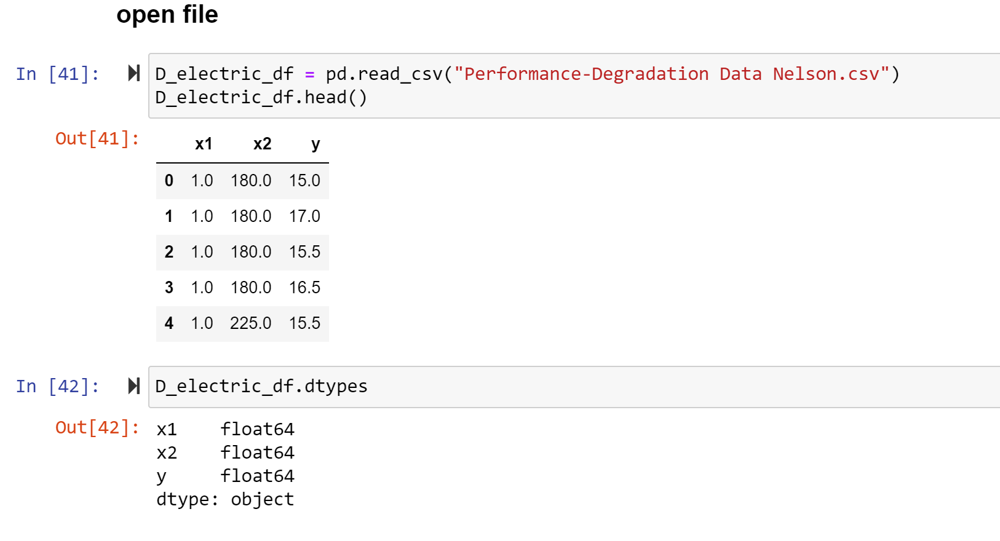 open file
In [41]:
D_electric_df = pd.read_csv("Performance-Degradation Data Nelson.csv")
D_electric_df.head()
Out[41]:
x1 x2 y
0 1.0 180.0 15.0
1 1.0 180.0 17.0
2 1.0 180.0 15.5
3 1.0 180.0 16.5
4 1.0 225.0 15.5
In [42]:
D_electric_df.dtypes
Out[42]:
x1 float64
x2 float64
y float64
dtype: object